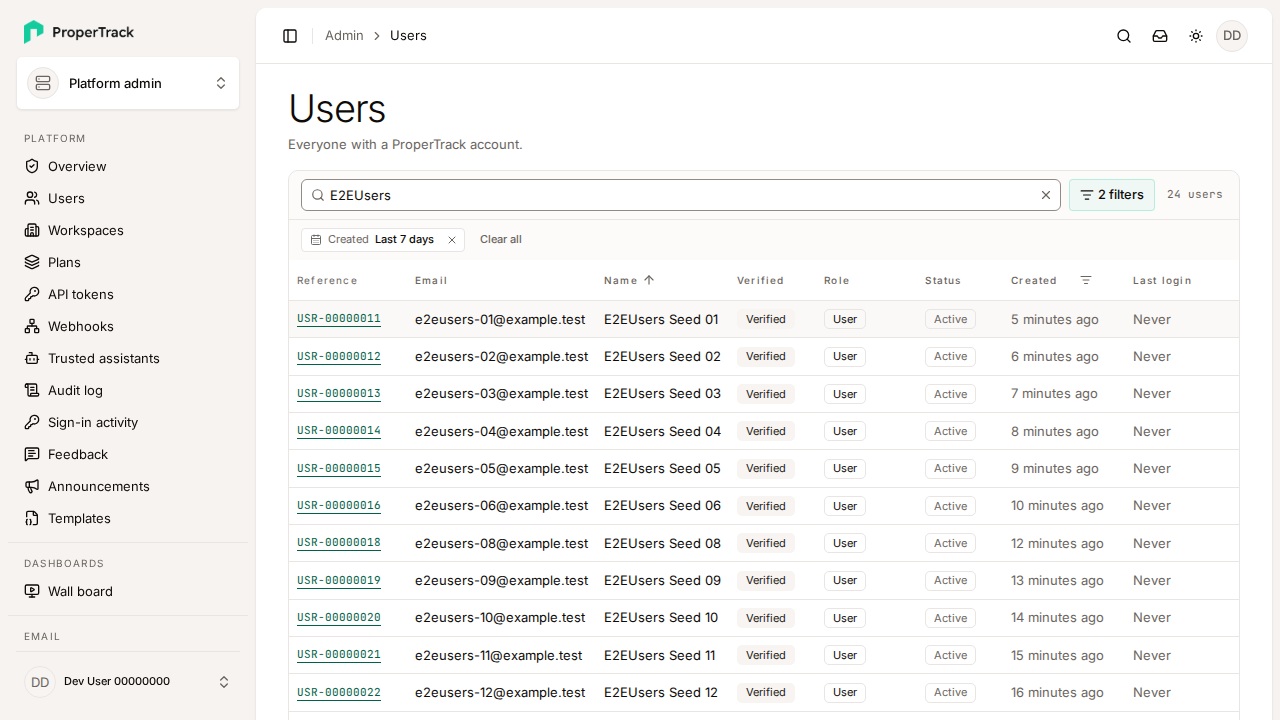 ProperTrack
Platform admin
PLATFORM
Overview
Users
Workspaces
Plans
API tokens
Webhooks
Trusted assistants
Audit log
Sign-in activity
Feedback
Announcements
Templates
DASHBOARDS
Wall board
EMAIL
DD Dev User 00000000
Admin > Users
DD
Users
Everyone with a ProperTrack account.
E2EUsers 2 filters 24 users
Created Last 7 days Clear all
Reference Email Name Verified Role Status Created Last login
USR-00000011 e2eusers-01@example.test E2EUsers Seed 01 Verified User Active 5 minutes ago Never
USR-00000012 e2eusers-02@example.test E2EUsers Seed 02 Verified User Active 6 minutes ago Never
USR-00000013 e2eusers-03@example.test E2EUsers Seed 03 Verified User Active 7 minutes ago Never
USR-00000014 e2eusers-04@example.test E2EUsers Seed 04 Verified User Active 8 minutes ago Never
USR-00000015 e2eusers-05@example.test E2EUsers Seed 05 Verified User Active 9 minutes ago Never
USR-00000016 e2eusers-06@example.test E2EUsers Seed 06 Verified User Active 10 minutes ago Never
USR-00000018 e2eusers-08@example.test E2EUsers Seed 08 Verified User Active 12 minutes ago Never
USR-00000019 e2eusers-09@example.test E2EUsers Seed 09 Verified User Active 13 minutes ago Never
USR-00000020 e2eusers-10@example.test E2EUsers Seed 10 Verified User Active 14 minutes ago Never
USR-00000021 e2eusers-11@example.test E2EUsers Seed 11 Verified User Active 15 minutes ago Never
USR-00000022 e2eusers-12@example.test E2EUsers Seed 12 Verified User Active 16 minutes ago Never